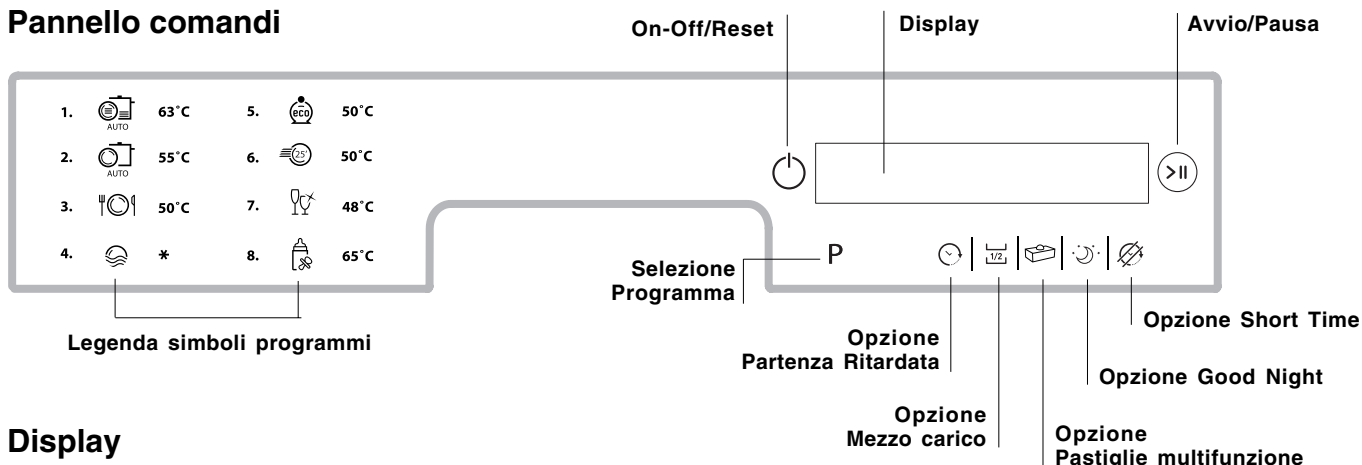 Pannello comandi
On-Off/Reset
Display
Avvio/Pausa
1. AUTO 63°C 5. eco 50°C
2. AUTO 55°C 6. 25' 50°C
3. 50°C 7. 48°C
4. * 8. 65°C
P
1/2
Selezione
Programma
Legenda simboli programmi
Opzione Short Time
Opzione
Partenza Ritardata
Opzione Good Night
Opzione
Mezzo carico
Opzione
Pastiglie multifunzione
Display